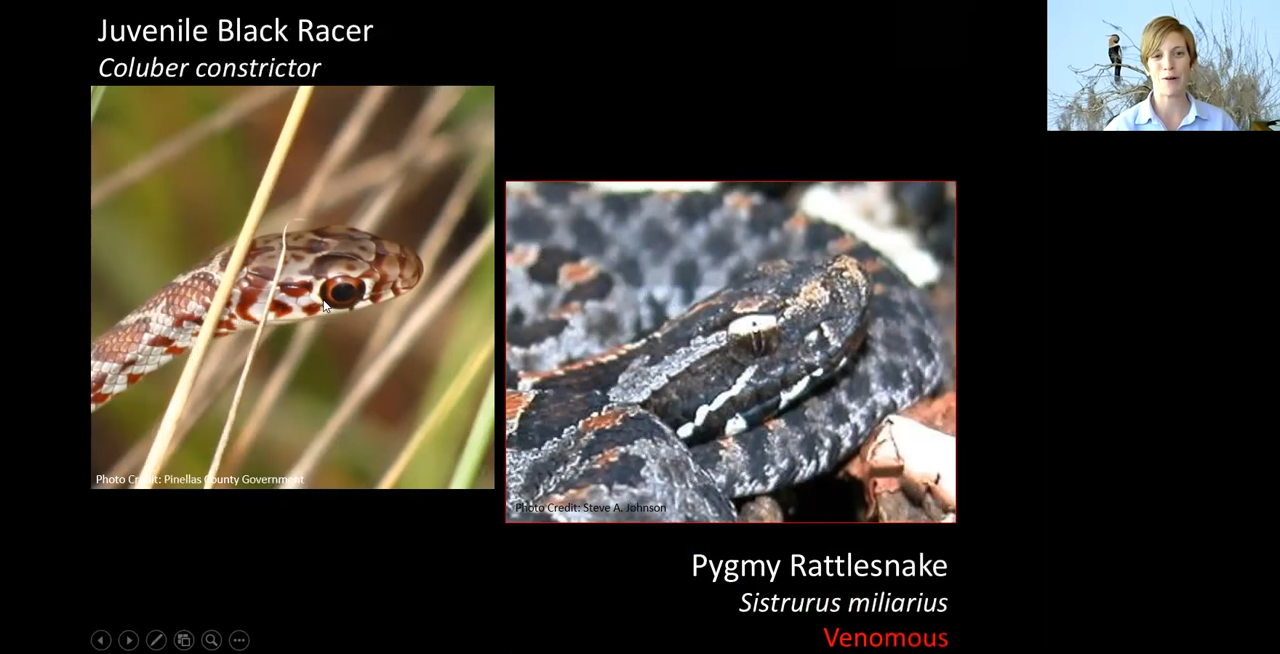 Juvenile Black Racer
Coluber constrictor
Photo Credit: Pinellas County Government
Photo Credit: Steve A. Johnson
Pygmy Rattlesnake
Sistrurus miliarius
Venomous